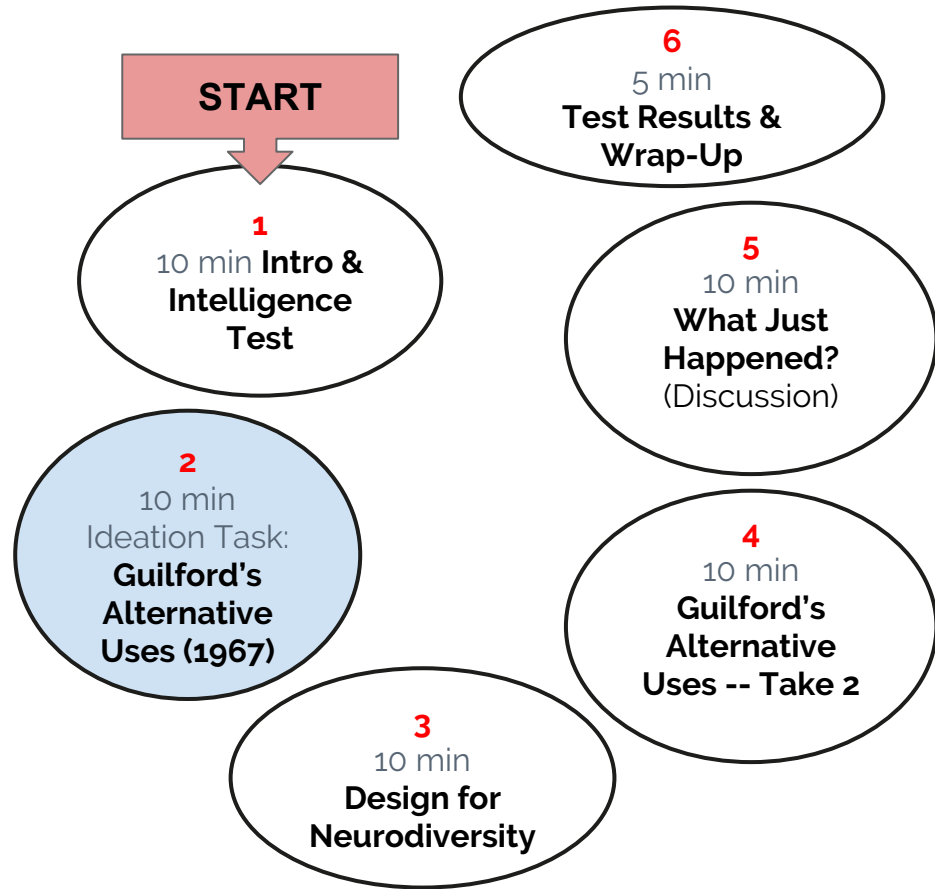 START
1
10 min Intro &
Intelligence
Test
2
10 min
Ideation Task:
Guilford's
Alternative
Uses (1967)
3
10 min
Design for
Neurodiversity
4
10 min
Guilford's
Alternative
Uses -- Take 2
5
10 min
What Just
Happened?
(Discussion)
6
5 min
Test Results &
Wrap-Up